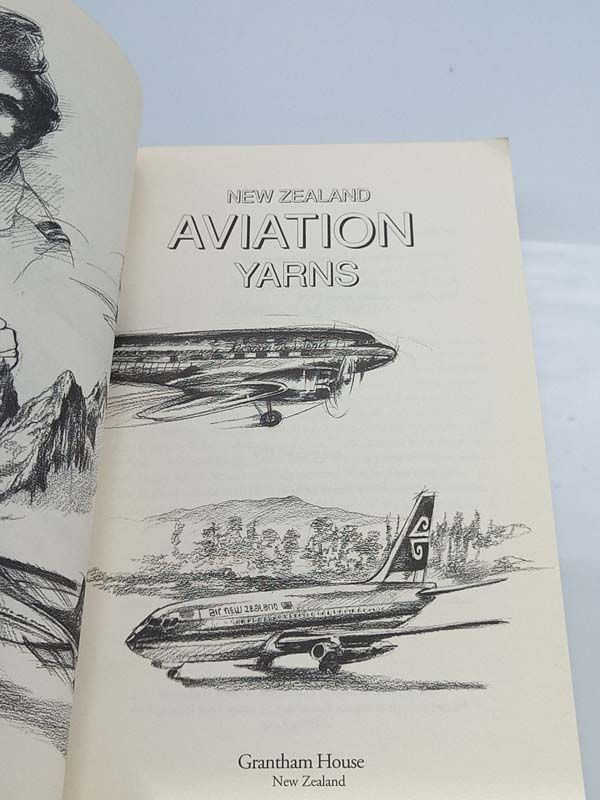 NEW ZEALAND
AVIATION
YARNS
air new zealand
Grantham House
New Zealand